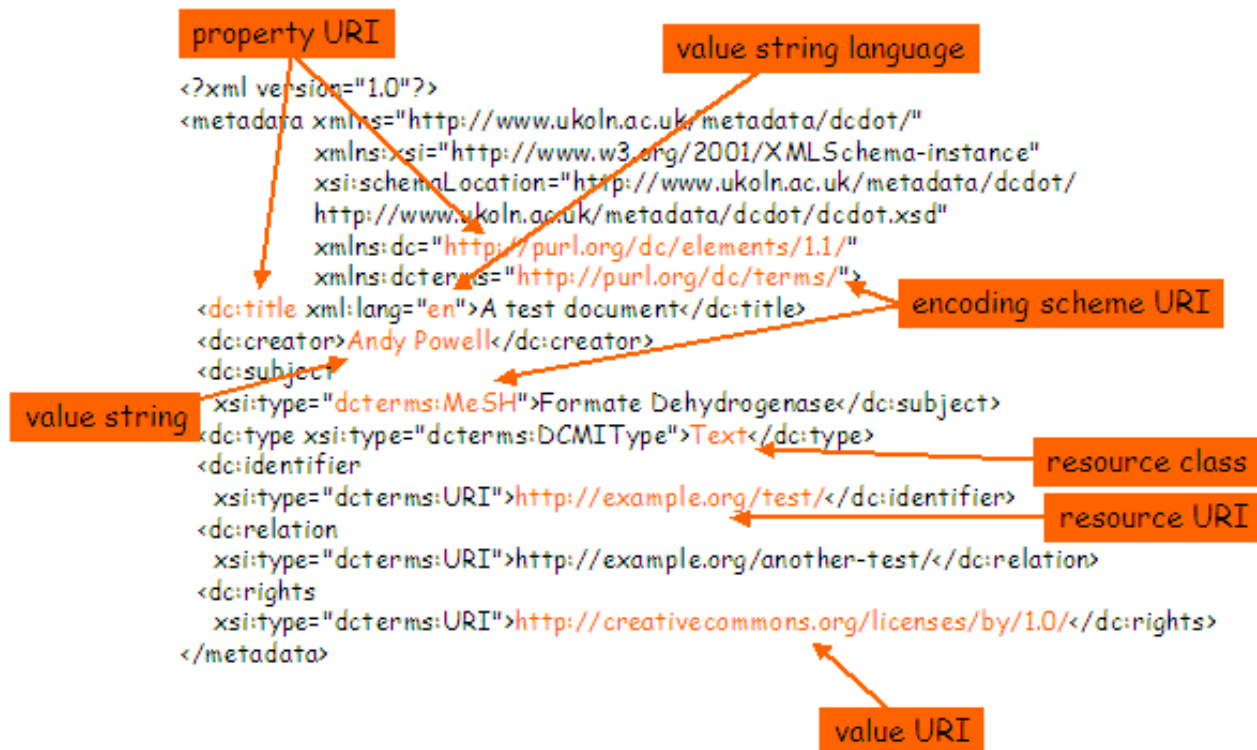 property URI
value string language
<?xml version="1.0"?>
<metadata xmlns="http://www.ukoln.ac.uk/metadata/dcdot/"
xmlns:xsi="http://www.w3.org/2001/XMLSchema-instance"
xsi:schemaLocation="http://www.ukoln.ac.uk/metadata/dcdot/
http://www.ukoln.ac.uk/metadata/dcdot/dcdot.xsd"
xmlns:dc="http://purl.org/dc/elements/1.1/"
xmlns:dcterms="http://purl.org/dc/terms/">
<dc:title xml:lang="en">A test document</dc:title>
encoding scheme URI
<dc:creator>Andy Powell</dc:creator>
<dc:subject
value string
xsi:type="dcterms:MeSH">Formate Dehydrogenase</dc:subject>
<dc:type xsi:type="dcterms:DCMIType">Text</dc:type>
resource class
<dc:identifier
xsi:type="dcterms:URI">http://example.org/test/</dc:identifier>
resource URI
<dc:relation
xsi:type="dcterms:URI">http://example.org/another-test/</dc:relation>
<dc:rights
xsi:type="dcterms:URI">http://creativecommons.org/licenses/by/1.0/</dc:rights>
</metadata>
value URI